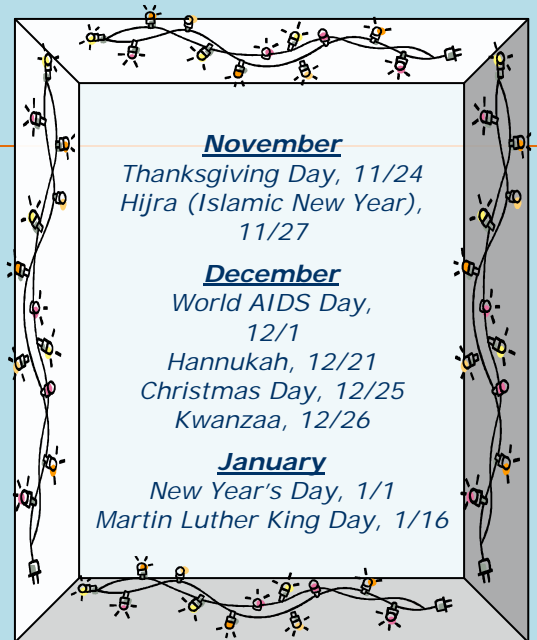 November
Thanksgiving Day, 11/24
Hijra (Islamic New Year),
11/27
December
World AIDS Day,
12/1
Hannukah, 12/21
Christmas Day, 12/25
Kwanzaa, 12/26
January
New Year's Day, 1/1
Martin Luther King Day, 1/16